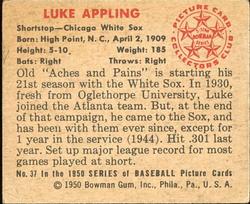 LUKE APPLING
Shortstop—Chicago White Sox
Born: High Point, N. C., April 2, 1909
Height: 5-10 Weight: 185
Bats: Right Throws: Right
PICTURE CARD
COLLECTORS CLUB
Old "Aches and Pains" is starting his
21st season with the White Sox. In 1930,
fresh from Oglethorpe University, Luke
joined the Atlanta team. But, at the end
of that campaign, he came to the Sox, and
has been with them ever since, except for
1 year in the service (1944). Hit .301 last
year. Set up major league record for most
games played at shortstop.
No. 37 in the 1950 SERIES of BASEBALL Picture Cards
©1950 Bowman Gum, Inc., Phila., Pa., U. S. A.